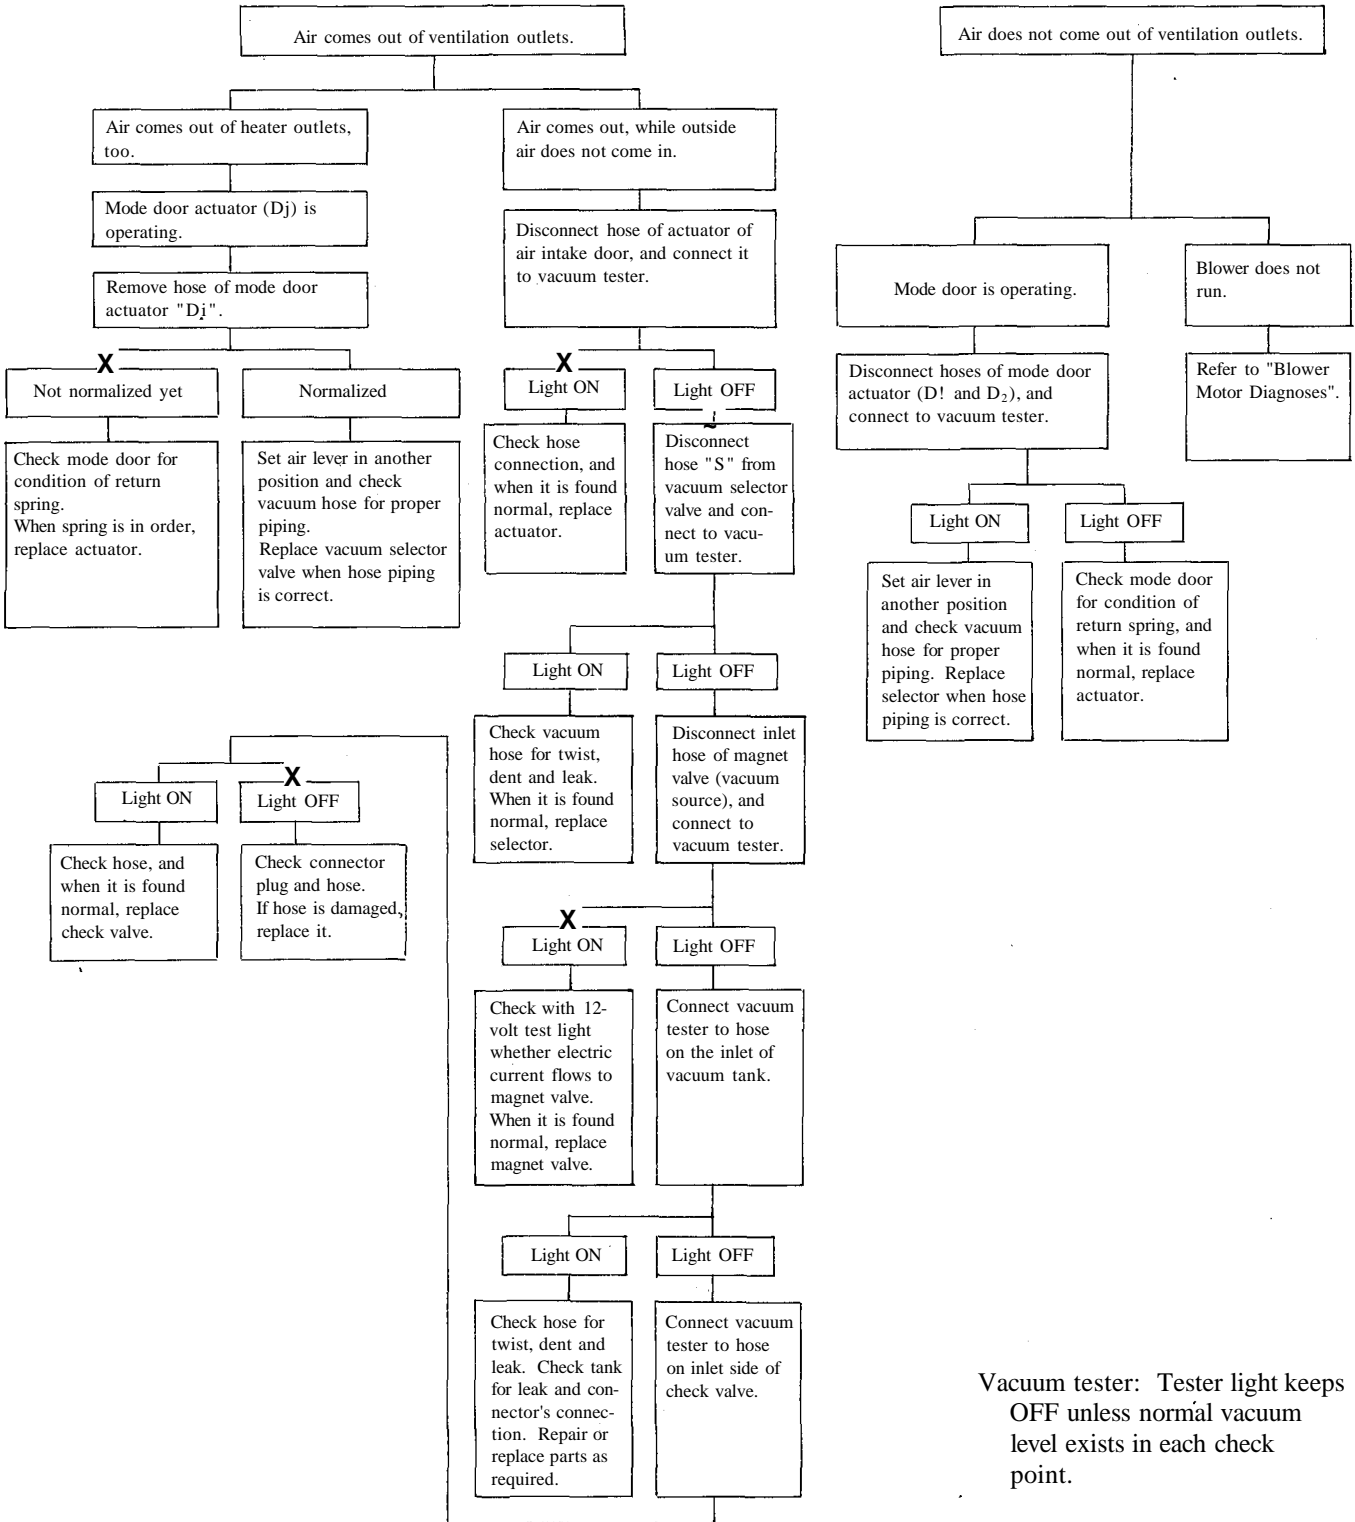 Air comes out of ventilation outlets.
Air comes out of heater outlets,
too.
Mode door actuator (Dj) is
operating.
Remove hose of mode door
actuator "Di".
X
Not normalized yet
Check mode door for
condition of return
spring.
When spring is in order,
replace actuator.
Normalized
Set air lever in another
position and check
vacuum hose for proper
piping.
Replace vacuum selector
valve when hose piping
is correct.
Air comes out, while outside
air does not come in.
Disconnect hose of actuator of
air intake door, and connect it
to vacuum tester.
X
Light ON
Check hose
connection, and
when it is found
normal, replace
actuator.
Light OFF
Disconnect
hose "S" from
vacuum selector
valve and con-
nect to vacu-
um tester.
Light ON
Check vacuum
hose for twist,
dent and leak.
When it is found
normal, replace
selector.
Light OFF
Disconnect inlet
hose of magnet
valve (vacuum
source), and
connect to
vacuum tester.
X
Light ON
Check with 12-
volt test light
whether electric
current flows to
magnet valve.
When it is found
normal, replace
magnet valve.
Light OFF
Connect vacuum
tester to hose
on the inlet of
vacuum tank.
Light ON
Check hose for
twist, dent and
leak. Check tank
for leak and con-
nector's connec-
tion. Repair or
replace parts as
required.
Light OFF
Connect vacuum
tester to hose
on inlet side of
check valve.
Light ON
Check hose, and
when it is found
normal, replace
check valve.
X
Light OFF
Check connector
plug and hose.
If hose is damaged,
replace it.
Air does not come out of ventilation outlets.
Mode door is operating.
Disconnect hoses of mode door
actuator (D! and D₂), and
connect to vacuum tester.
Light ON
Set air lever in
another position
and check vacuum
hose for proper
piping. Replace
selector when hose
piping is correct.
Light OFF
Check mode door
for condition of
return spring, and
when it is found
normal, replace
actuator.
Blower does not
run.
Refer to "Blower
Motor Diagnoses".
Vacuum tester: Tester light keeps
OFF unless normal vacuum
level exists in each check
point.